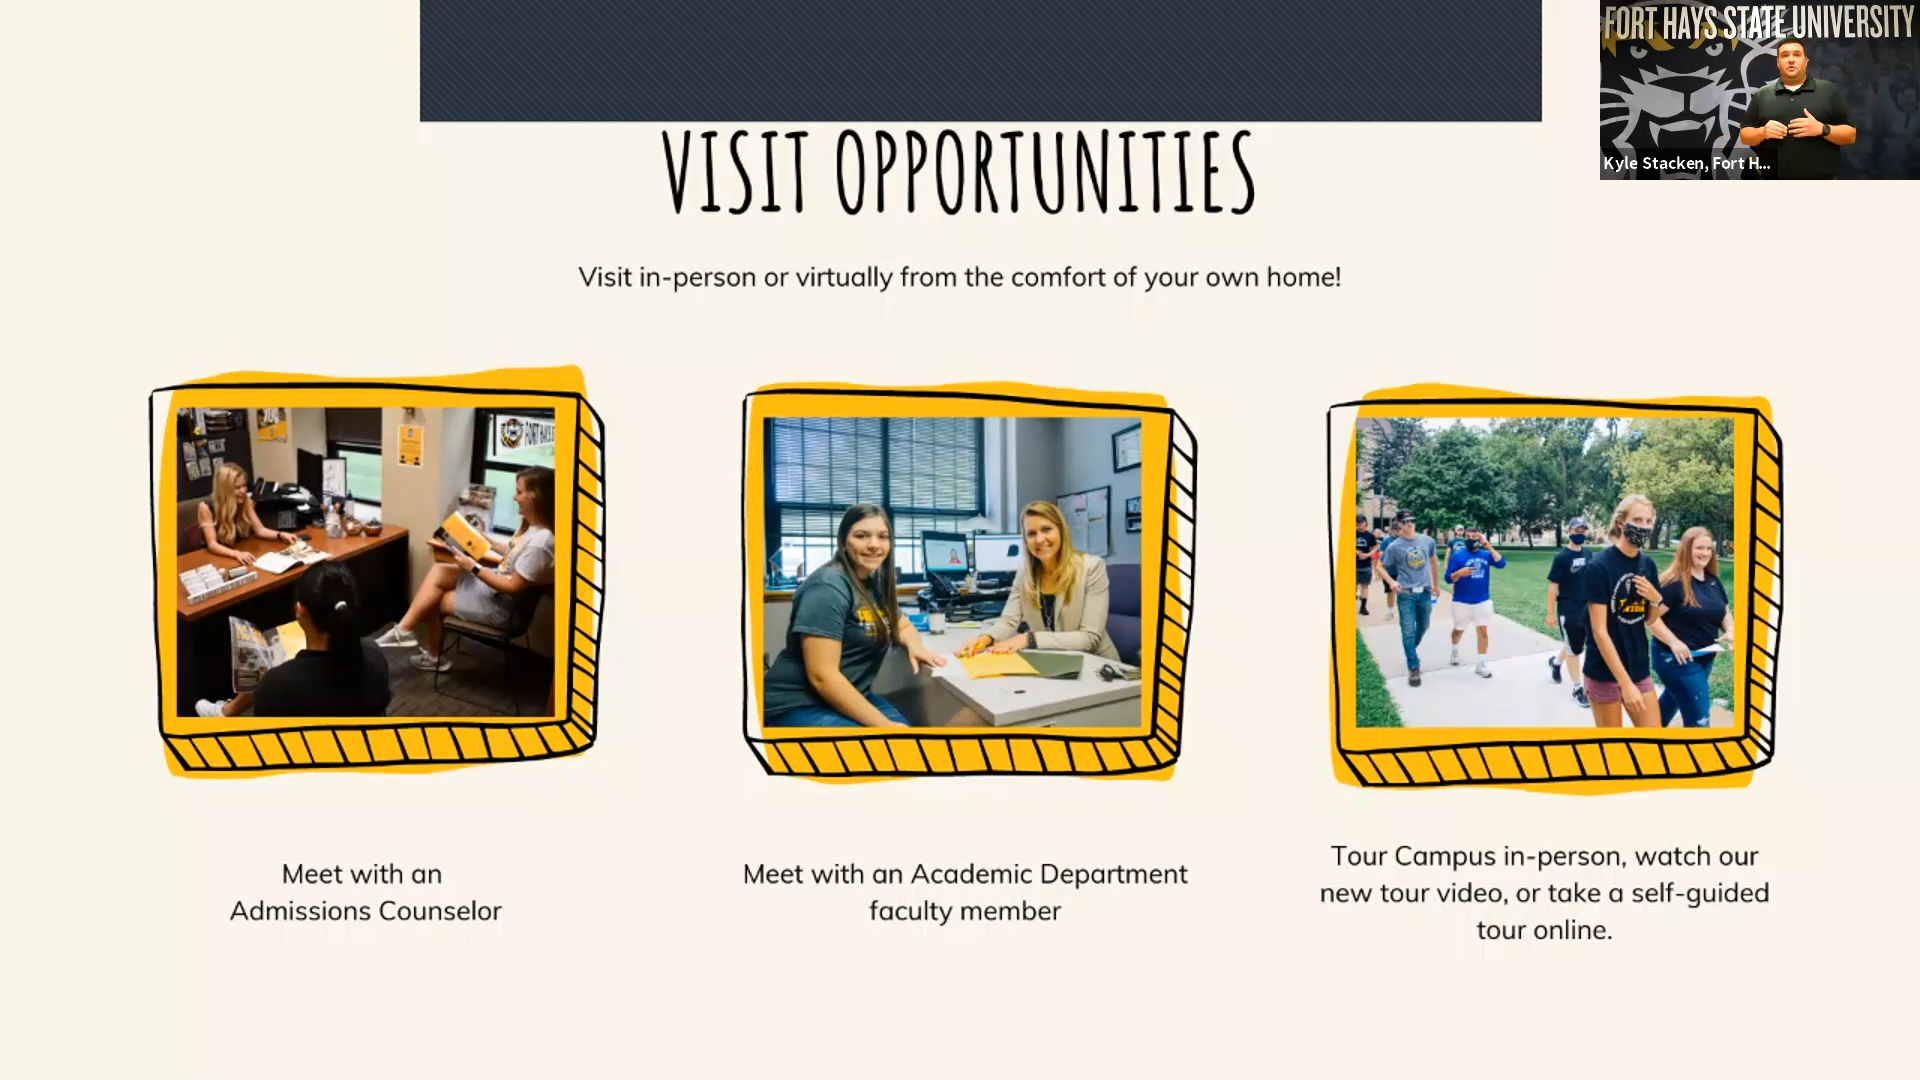 FORT HAYS STATE UNIVERSITY
Kyle Stacken, Fort H...
VISIT OPPORTUNITIES
Visit in-person or virtually from the comfort of your own home!
FORT HAYS
Meet with an
Admissions Counselor
Meet with an Academic Department
faculty member
Tour Campus in-person, watch our
new tour video, or take a self-guided
tour online.